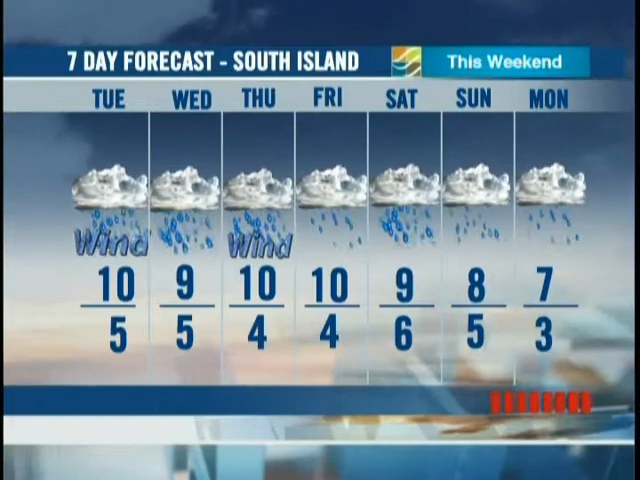 7 DAY FORECAST - SOUTH ISLAND
This Weekend
TUE WED THU FRI SAT SUN MON
Wind Wind
10 9 10 10 9 8 7
5 5 4 4 6 5 3